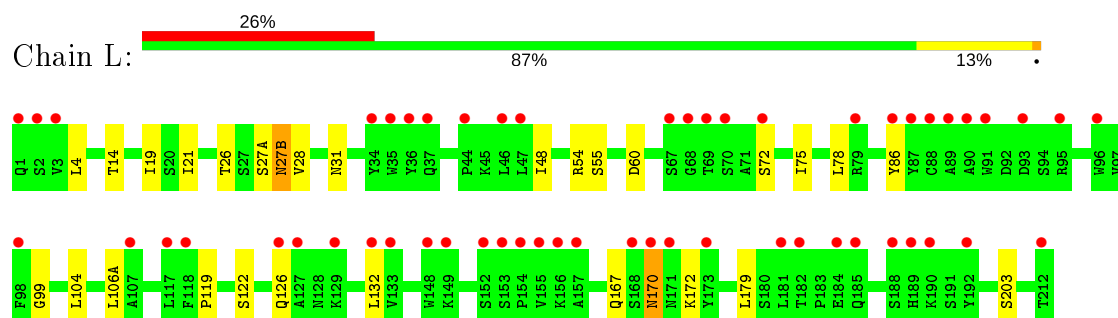 26%
Chain L:
87% 13% •
Q1 S2 V3 L4 T14 I19 S20 I21 T26 S27 S27A N27B V28 N31 Y34 W35 Y36 Q37 P44 K45 L46 L47 I48 R54 S55 D60 S67 G68 T69 S70 A71 S72 I75 L78 R79 Y86 Y87 C88 A89 A90 W91 D92 D93 S94 R95 W96 V97
F98 G99 L104 L106A A107 L117 F118 P119 S122 Q126 A127 N128 K129 L132 V133 W148 K149 S152 S153 P154 V155 K156 A157 Q167 S168 N170 N171 K172 Y173 L179 S180 L181 T182 P183 E184 Q185 S188 H189 K190 S191 Y192 S203 T212